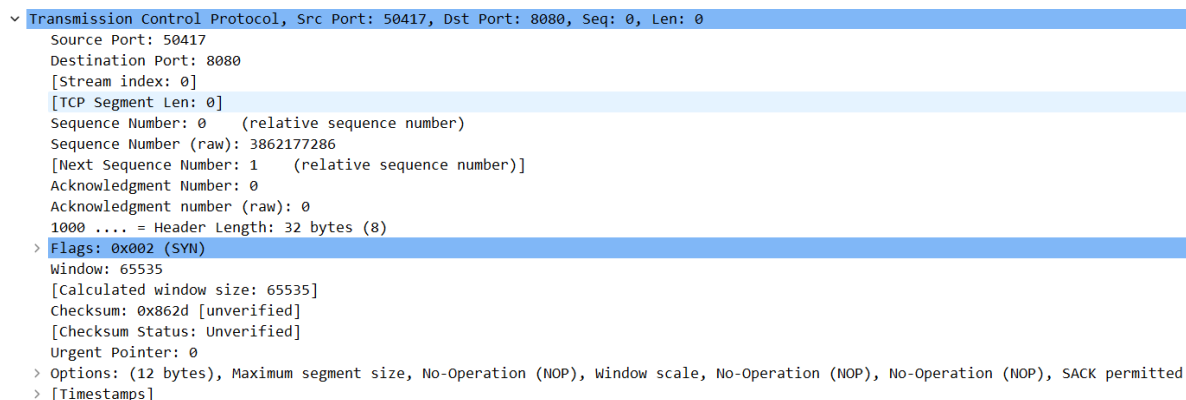 Transmission Control Protocol, Src Port: 50417, Dst Port: 8080, Seq: 0, Len: 0
Source Port: 50417
Destination Port: 8080
[Stream index: 0]
[TCP Segment Len: 0]
Sequence Number: 0    (relative sequence number)
Sequence Number (raw): 3862177286
[Next Sequence Number: 1    (relative sequence number)]
Acknowledgment Number: 0
Acknowledgment number (raw): 0
1000 .... = Header Length: 32 bytes (8)
Flags: 0x002 (SYN)
Window: 65535
[Calculated window size: 65535]
Checksum: 0x862d [unverified]
[Checksum Status: Unverified]
Urgent Pointer: 0
Options: (12 bytes), Maximum segment size, No-Operation (NOP), Window scale, No-Operation (NOP), No-Operation (NOP), SACK permitted
[Timestamps]